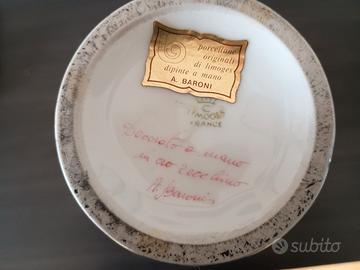 porcellane
originali
di limoges
dipinte a mano
A. BARONI
C
LIMOGES
FRANCE
Decorato a mano
in oro zecchino
A. Baroni
subito